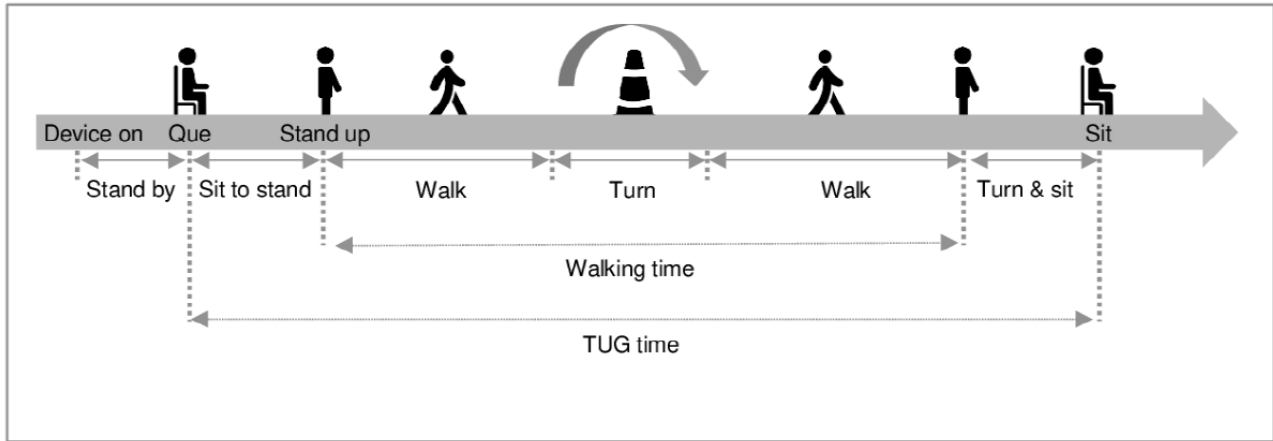 Device on Que Stand up Sit
Stand by Sit to stand Walk Turn Walk Turn & sit
Walking time
TUG time